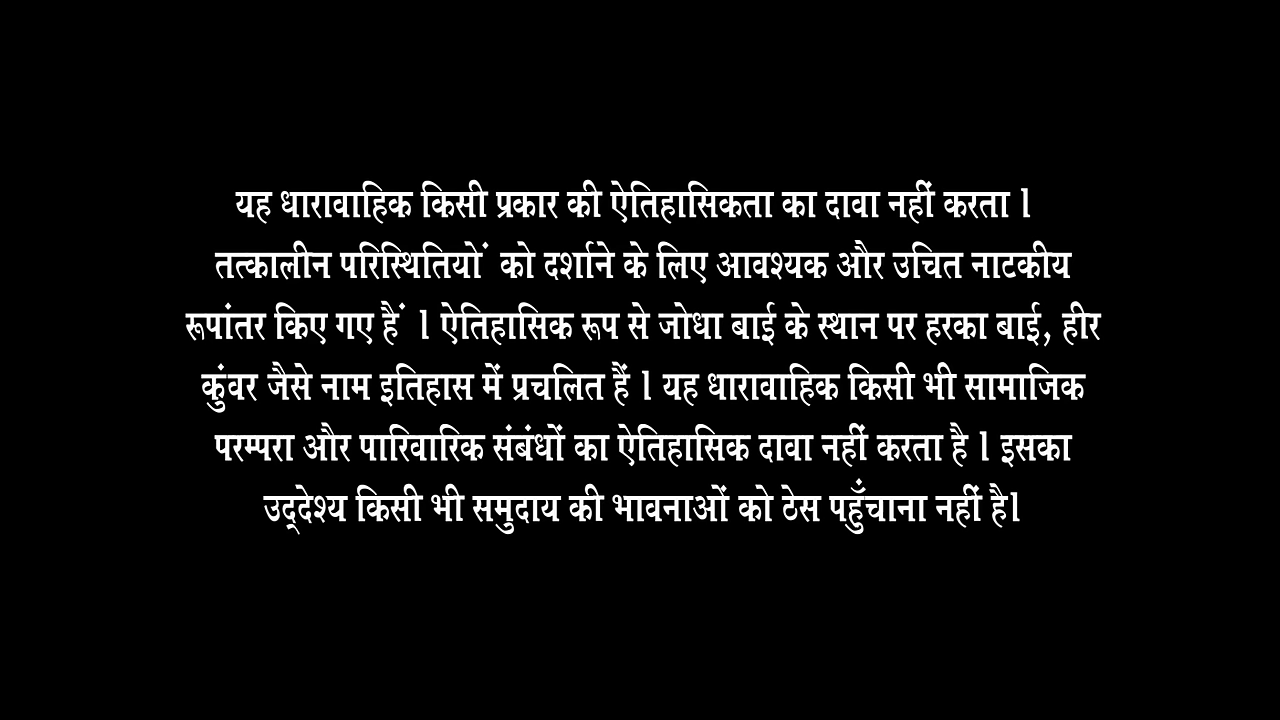 यह धारावाहिक किसी प्रकार की ऐतिहासिकता का दावा नहीं करता l
तत्कालीन परिस्थितियों को दर्शाने के लिए आवश्यक और उचित नाटकीय
रूपांतर किए गए हैं l ऐतिहासिक रूप से जोधा बाई के स्थान पर हरका बाई, हीर
कुंवर जैसे नाम इतिहास में प्रचलित हैं l यह धारावाहिक किसी भी सामाजिक
परम्परा और पारिवारिक संबंधों का ऐतिहासिक दावा नहीं करता है l इसका
उद्देश्य किसी भी समुदाय की भावनाओं को ठेस पहुँचाना नहीं है।